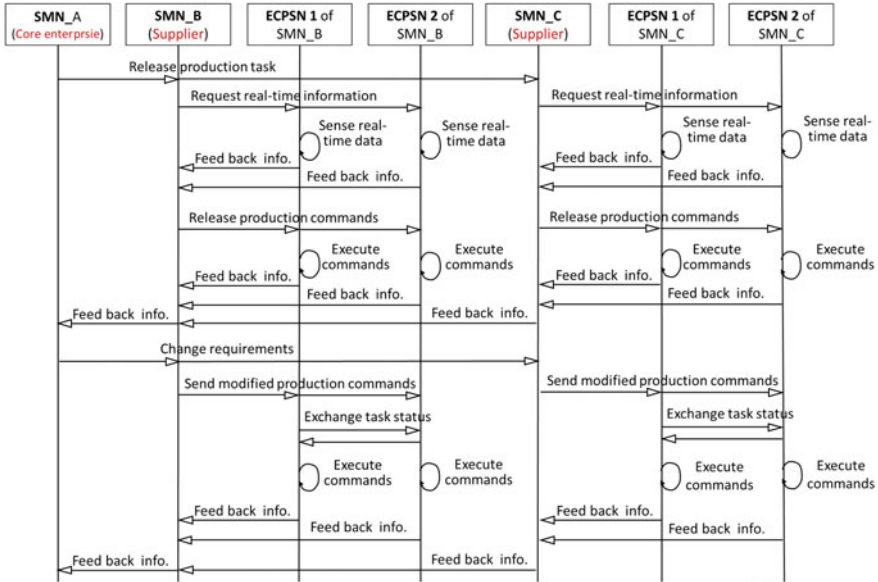 SMN_A
(Core enterprsie)
SMN_B
(Supplier)
ECPSN 1 of
SMN_B
ECPSN 2 of
SMN_B
SMN_C
(Supplier)
ECPSN 1 of
SMN_C
ECPSN 2 of
SMN_C
Release production task
Request real-time information
Request real-time information
Sense real-
time data
Sense real-
time data
Sense real-
time data
Sense real-
time data
Feed back info.
Feed back info.
Feed back info.
Feed back info.
Release production commands
Release production commands
Execute
commands
Execute
commands
Execute
commands
Execute
commands
Feed back info.
Feed back info.
Feed back info.
Feed back info.
Feed back info.
Feed back info.
Change requirements
Send modified production commands
Send modified production commands
Exchange task status
Exchange task status
Execute
commands
Execute
commands
Execute
commands
Execute
commands
Feed back info.
Feed back info.
Feed back info.
Feed back info.
Feed back info.
Feed back info.